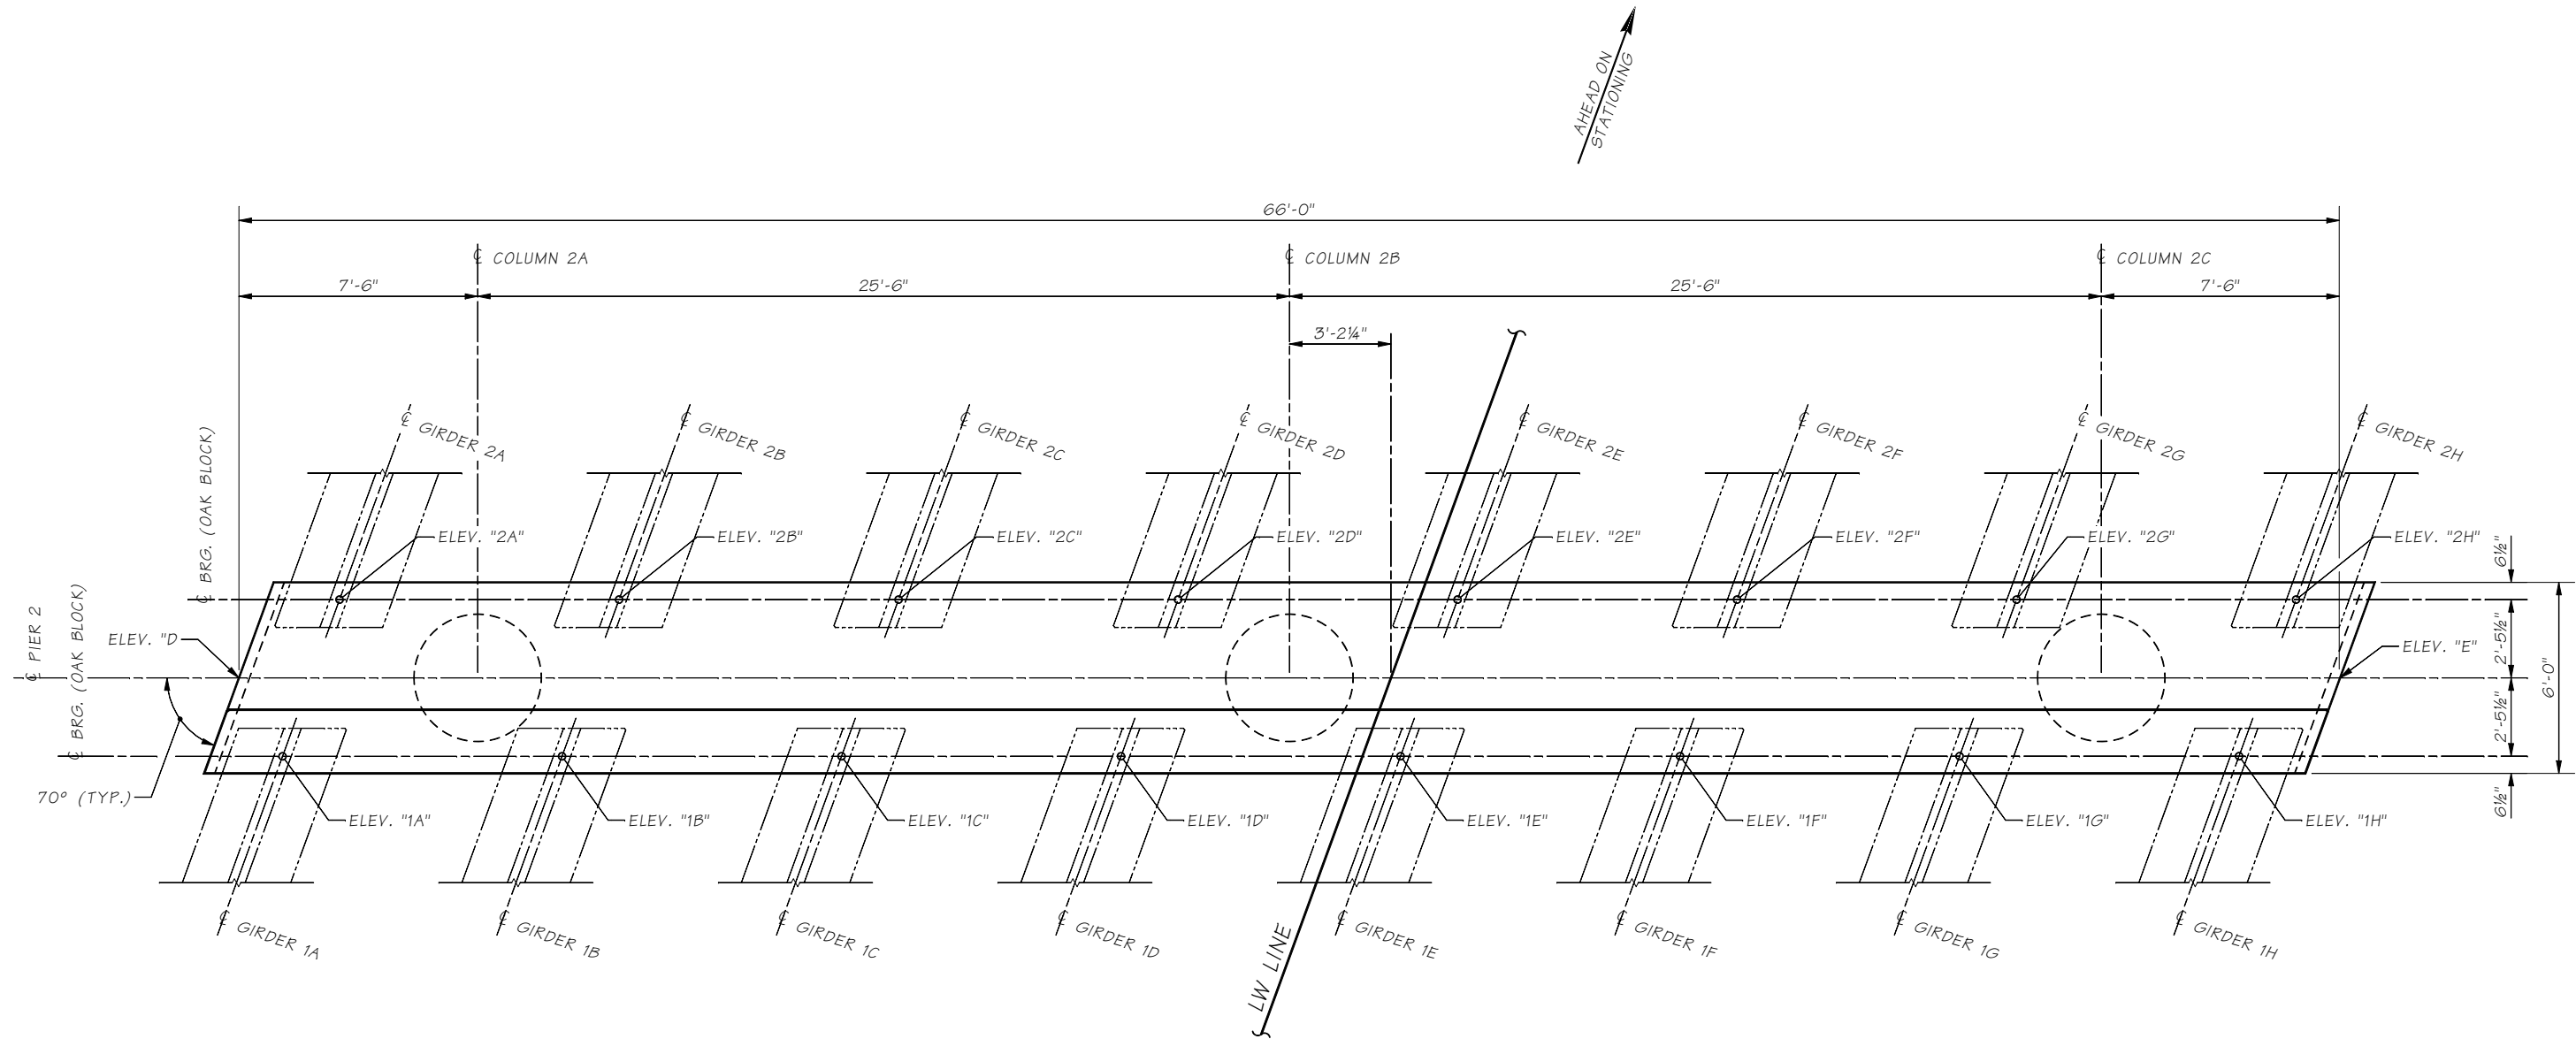 AHEAD ON
STATIONING
66'-0"
℄ COLUMN 2A
℄ COLUMN 2B
℄ COLUMN 2C
7'-6"
25'-6"
25'-6"
7'-6"
3'-2¼"
℄ GIRDER 2A
℄ GIRDER 2B
℄ GIRDER 2C
℄ GIRDER 2D
℄ GIRDER 2E
℄ GIRDER 2F
℄ GIRDER 2G
℄ GIRDER 2H
℄ BRG. (OAK BLOCK)
ELEV. "2A"
ELEV. "2B"
ELEV. "2C"
ELEV. "2D"
ELEV. "2E"
ELEV. "2F"
ELEV. "2G"
ELEV. "2H"
6½"
℄ PIER 2
℄ BRG. (OAK BLOCK)
ELEV. "D
ELEV. "E"
2'-5½"
2'-5½"
6'-0"
6½"
70° (TYP.)
ELEV. "1A"
ELEV. "1B"
ELEV. "1C"
ELEV. "1D"
ELEV. "1E"
ELEV. "1F"
ELEV. "1G"
ELEV. "1H"
℄ GIRDER 1A
℄ GIRDER 1B
℄ GIRDER 1C
℄ GIRDER 1D
℄ GIRDER 1E
℄ GIRDER 1F
℄ GIRDER 1G
℄ GIRDER 1H
LW LINE